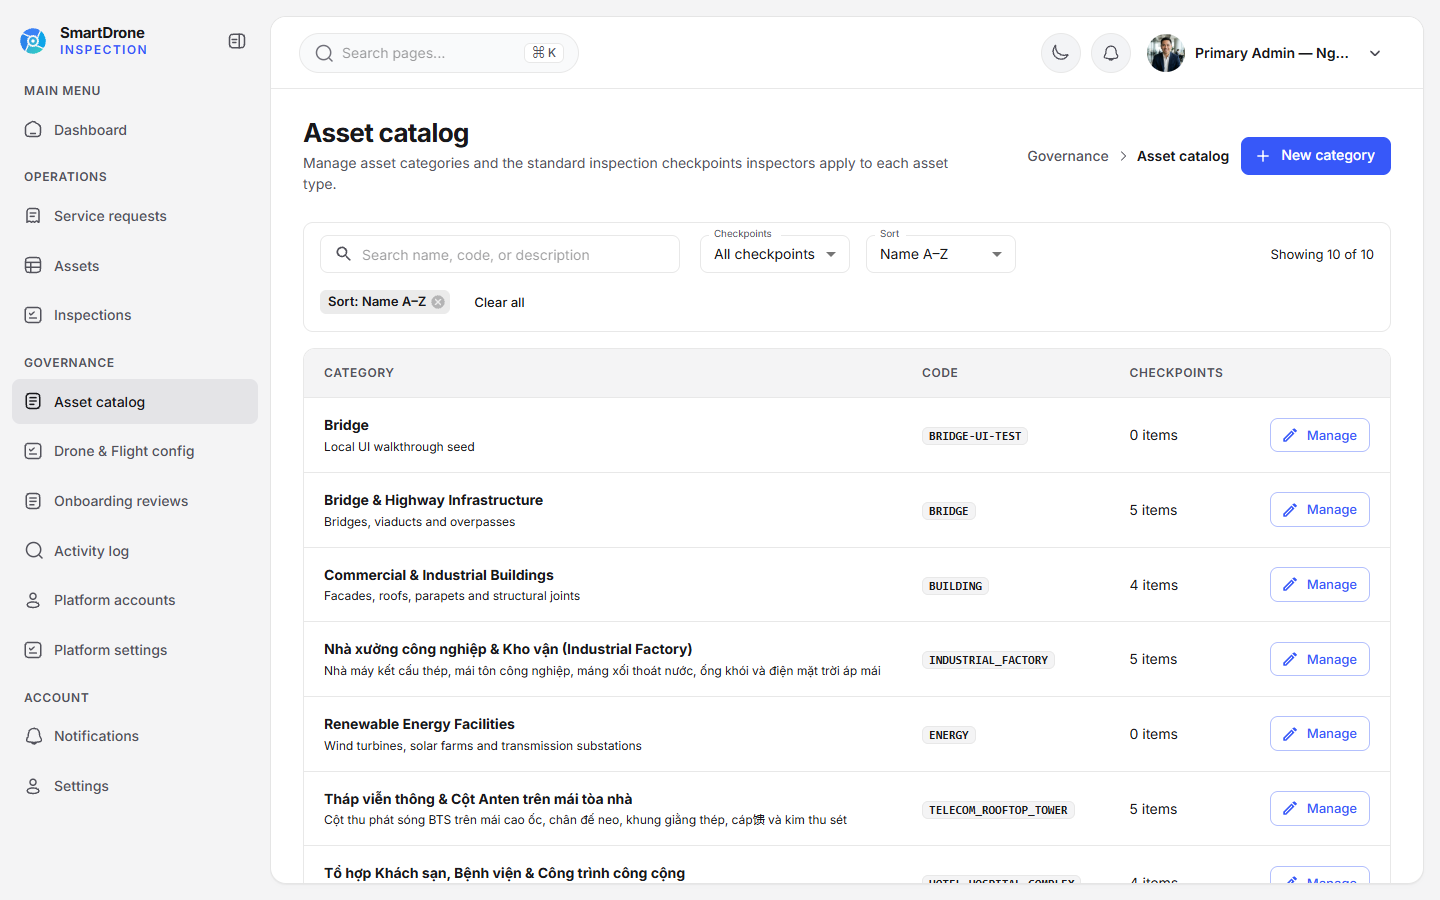 SmartDrone
INSPECTION
MAIN MENU
Dashboard
OPERATIONS
Service requests
Assets
Inspections
GOVERNANCE
Asset catalog
Drone & Flight config
Onboarding reviews
Activity log
Platform accounts
Platform settings
ACCOUNT
Notifications
Settings
Search pages...
⌘ K
Primary Admin — Ng...
Asset catalog
Manage asset categories and the standard inspection checkpoints inspectors apply to each asset
type.
Governance
Asset catalog
New category
Search name, code, or description
Checkpoints
All checkpoints
Sort
Name A–Z
Showing 10 of 10
Sort: Name A–Z
Clear all
CATEGORY CODE CHECKPOINTS
Bridge
Local UI walkthrough seed
BRIDGE-UI-TEST
0 items
Manage
Bridge & Highway Infrastructure
Bridges, viaducts and overpasses
BRIDGE
5 items
Manage
Commercial & Industrial Buildings
Facades, roofs, parapets and structural joints
BUILDING
4 items
Manage
Nhà xưởng công nghiệp & Kho vận (Industrial Factory)
Nhà máy kết cấu thép, mái tôn công nghiệp, máng xối thoát nước, ống khói và điện mặt trời áp mái
INDUSTRIAL_FACTORY
5 items
Manage
Renewable Energy Facilities
Wind turbines, solar farms and transmission substations
ENERGY
0 items
Manage
Tháp viễn thông & Cột Anten trên mái tòa nhà
Cột thu phát sóng BTS trên mái cao ốc, chân đế neo, khung giằng thép, cáp馈 và kim thu sét
TELECOM_ROOFTOP_TOWER
5 items
Manage
Tổ hợp Khách sạn, Bệnh viện & Công trình công cộng
HOTEL_HOSPITAL_COMPLEX
4 items
Manage